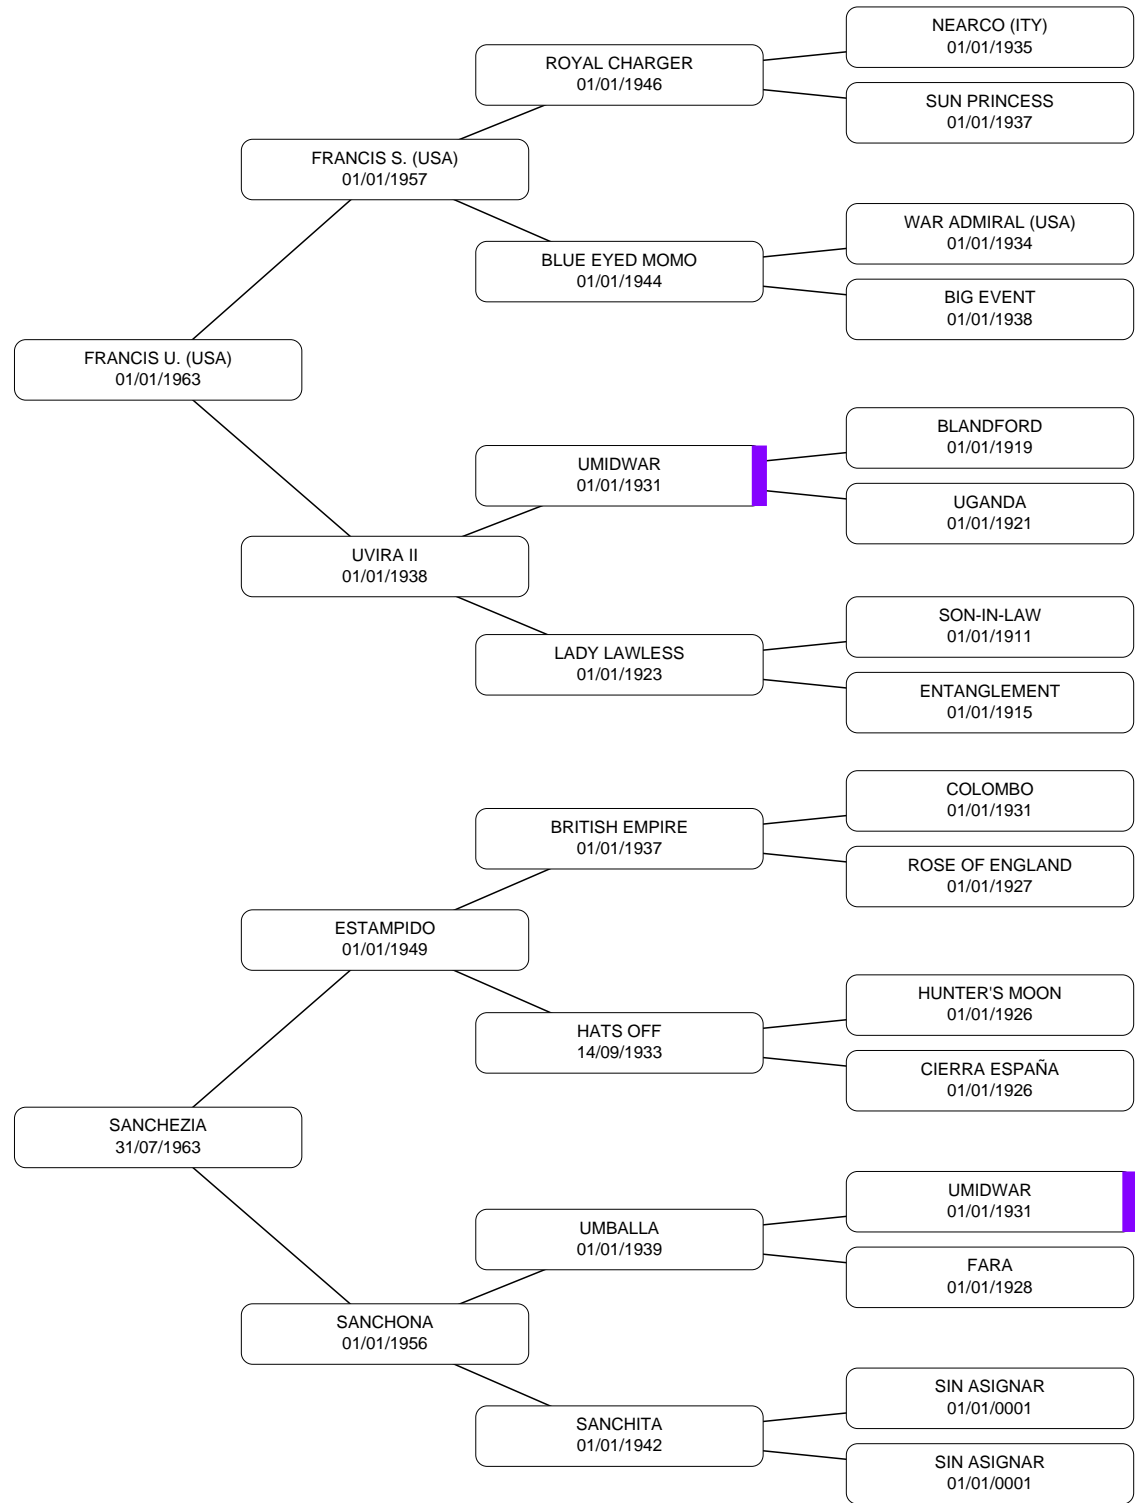 NEARCO (ITY)
01/01/1935
ROYAL CHARGER
01/01/1946
SUN PRINCESS
01/01/1937
FRANCIS S. (USA)
01/01/1957
WAR ADMIRAL (USA)
01/01/1934
BLUE EYED MOMO
01/01/1944
BIG EVENT
01/01/1938
FRANCIS U. (USA)
01/01/1963
BLANDFORD
01/01/1919
UMIDWAR
01/01/1931
UGANDA
01/01/1921
UVIRA II
01/01/1938
SON-IN-LAW
01/01/1911
LADY LAWLESS
01/01/1923
ENTANGLEMENT
01/01/1915
COLOMBO
01/01/1931
BRITISH EMPIRE
01/01/1937
ROSE OF ENGLAND
01/01/1927
ESTAMPIDO
01/01/1949
HUNTER'S MOON
01/01/1926
HATS OFF
14/09/1933
CIERRA ESPAÑA
01/01/1926
SANCHEZIA
31/07/1963
UMIDWAR
01/01/1931
UMBALLA
01/01/1939
FARA
01/01/1928
SANCHONA
01/01/1956
SIN ASIGNAR
01/01/0001
SANCHITA
01/01/1942
SIN ASIGNAR
01/01/0001